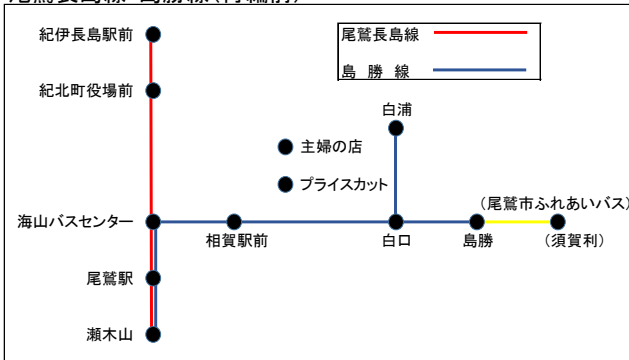 尾鷲長島線
島勝線
紀伊長島駅前
紀北町役場前
白浦
主婦の店
プライスカット
(尾鷲市ふれあいバス)
海山バスセンター
相賀駅前
白口
島勝
(須賀利)
尾鷲駅
瀬木山